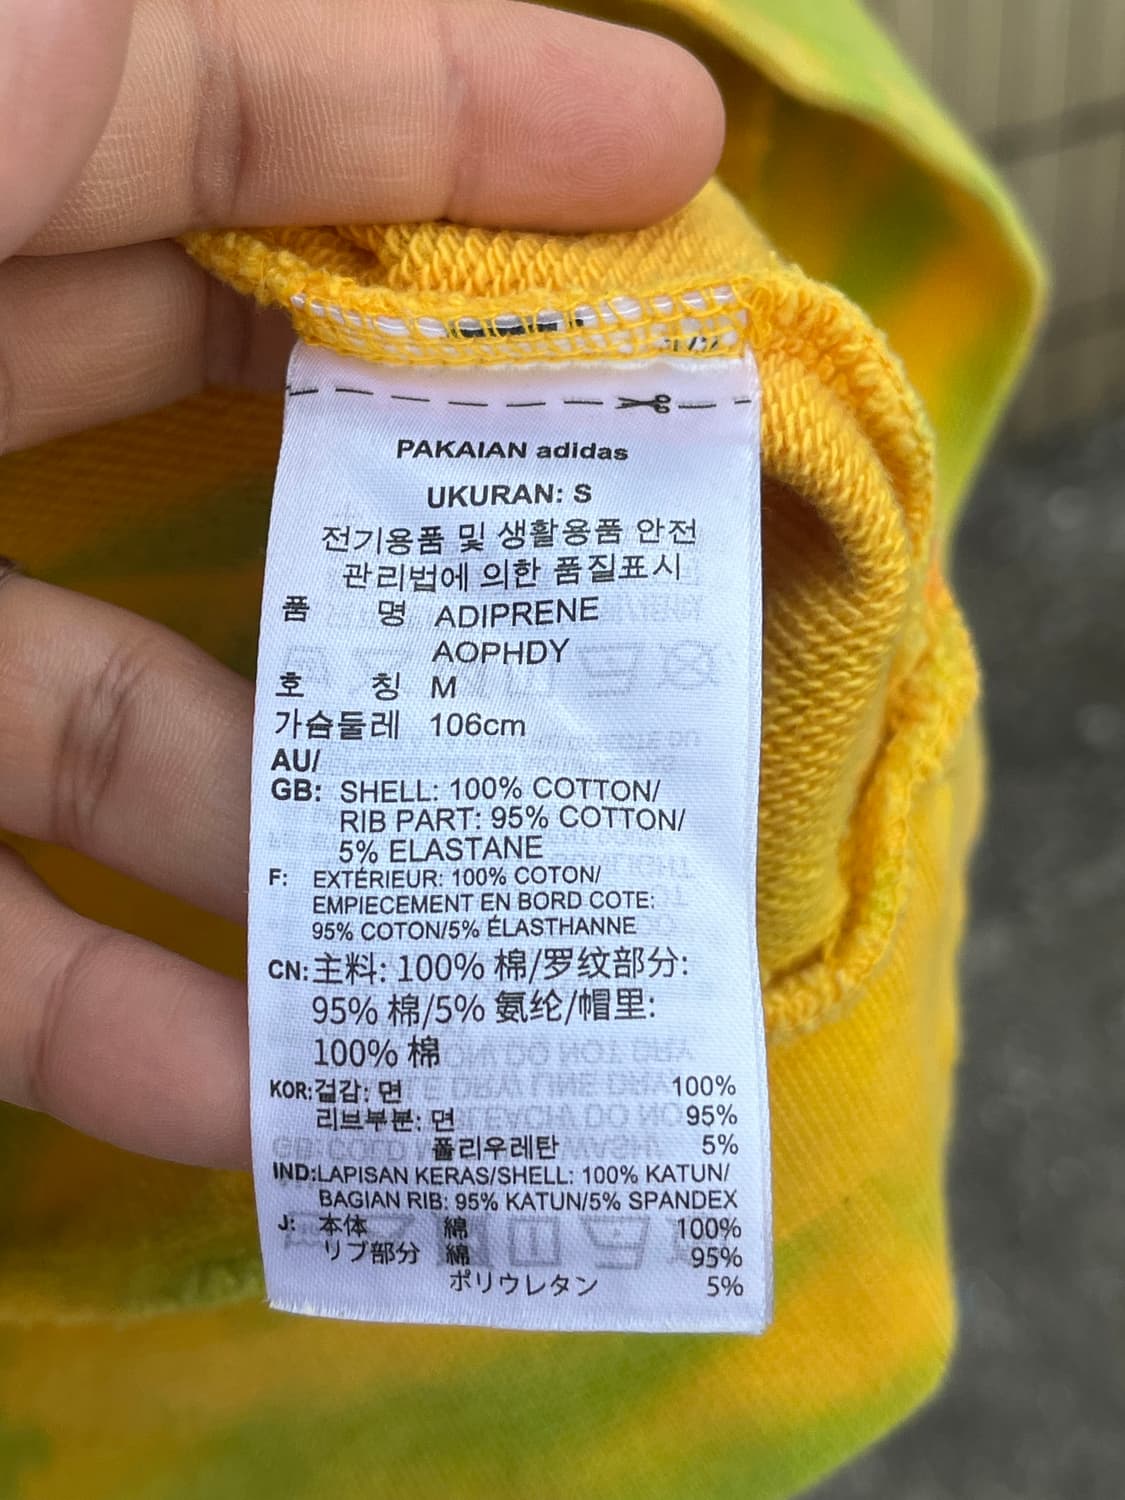 PAKAIAN adidas
UKURAN: S
전기용품 및 생활용품 안전
관리법에 의한 품질표시
품 명 ADIPRENE
AOPHDY
호 칭 M
가슴둘레 106cm
AU/
GB: SHELL: 100% COTTON/
RIB PART: 95% COTTON/
5% ELASTANE
F: EXTÉRIEUR: 100% COTON/
EMPIECEMENT EN BORD COTE:
95% COTON/5% ÉLASTHANNE
CN: 主料: 100% 棉/罗纹部分:
95% 棉/5% 氨纶/帽里:
100% 棉
KOR: 겉감: 면 100%
리브부분: 면 95%
폴리우레탄 5%
IND: LAPISAN KERAS/SHELL: 100% KATUN/
BAGIAN RIB: 95% KATUN/5% SPANDEX
J: 本体 綿 100%
リブ部分 綿 95%
ポリウレタン 5%